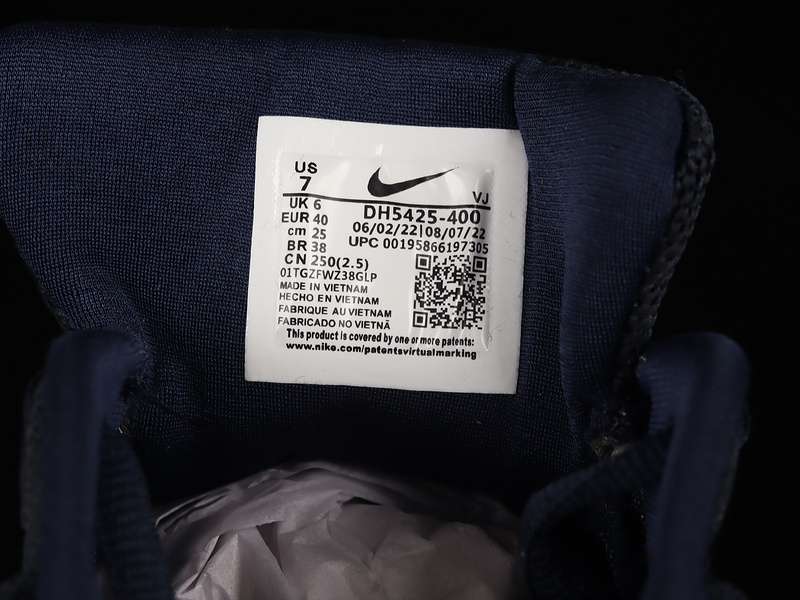 US
7
VJ
UK 6
DH5425-400
EUR 40
06/02/22|08/07/22
cm 25
UPC 00195866197305
BR 38
CN 250(2.5)
01TGZFWZ38GLP
MADE IN VIETNAM
HECHO EN VIETNAM
FABRIQUE AU VIETNAM
FABRICADO NO VIETNÃ
This product is covered by one or more patents:
www.nike.com/patentsvirtualmarking